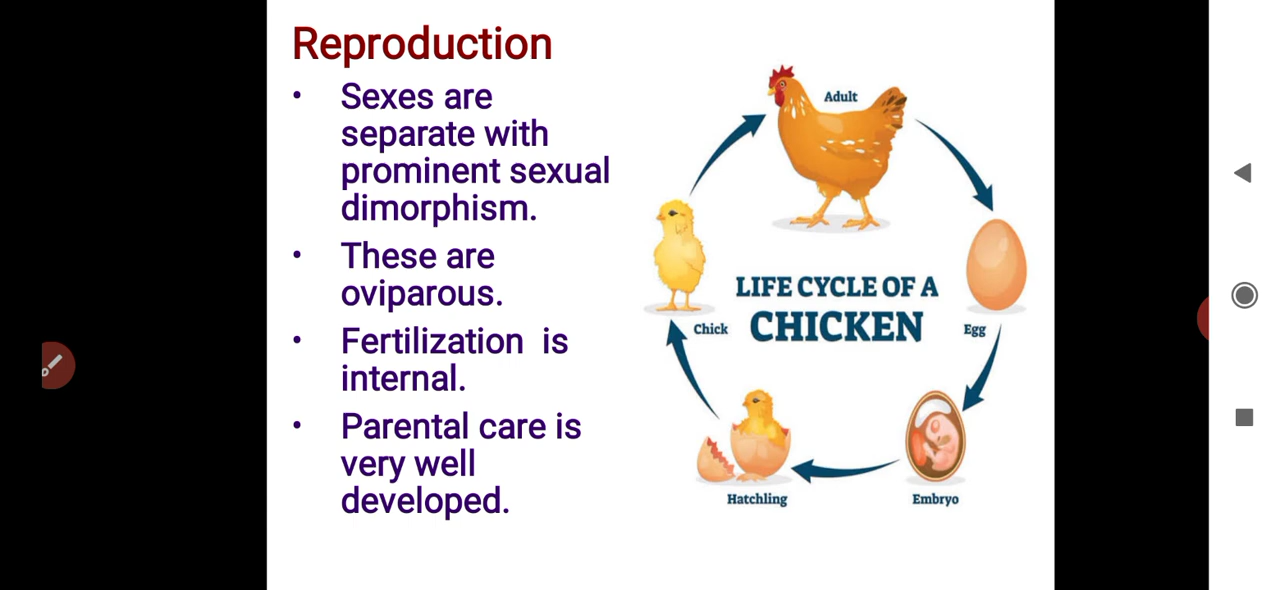 Reproduction
• Sexes are
separate with
prominent sexual
dimorphism.
• These are
oviparous.
• Fertilization is
internal.
• Parental care is
very well
developed.
Adult
Egg
Embryo
Hatchling
Chick
LIFE CYCLE OF A
CHICKEN